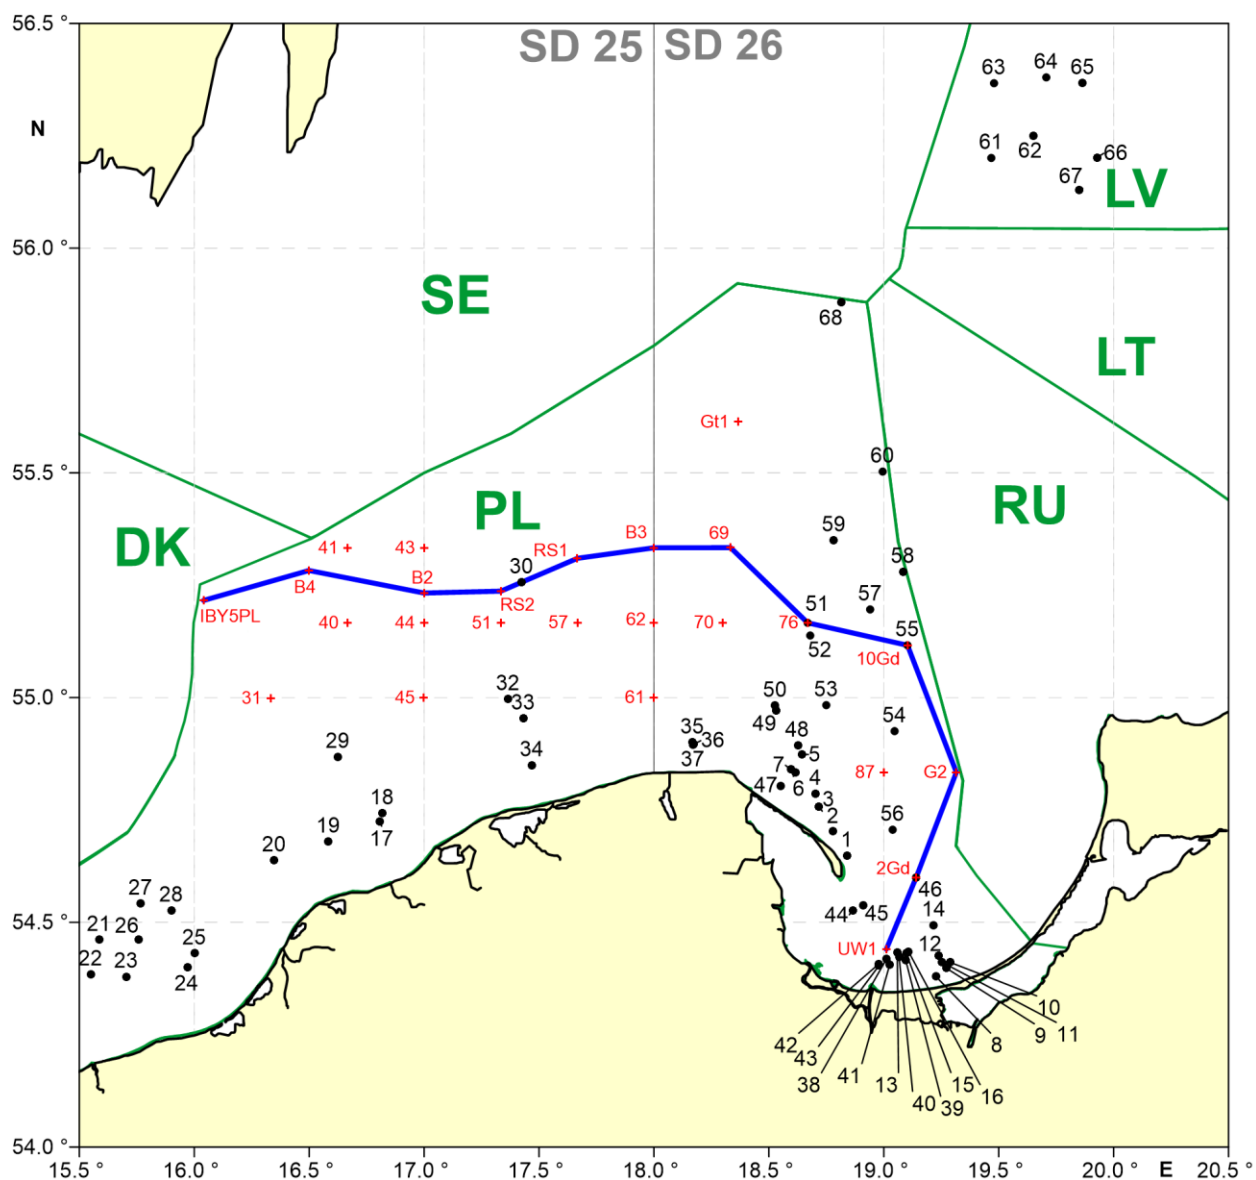 56.5 °
SD 25 SD 26
63 64 65
N
61 62 66
67
LV
56.0 °
SE
68
LT
Gt1
60
55.5 °
PL
RU
DK
59
41 43 RS1 B3 69
B4 B2 30 58
IBY5PL RS2 57
40 44 51 57 62 70 76 51 55
52
10Gd
55.0 °
31 45 32 61 50 53
33
49
54
29 34 35 36 48
37
5
7 87 G2
47 6 4
18 3
17 2
20 19 1 56
2Gd
54.5 °
27 28 46
44 45
21 26 25 14
22 23 24 UW1 12
10
42 8 9 11
43
38 41 13 15
40 39 16
54.0 °
15.5 ° 16.0 ° 16.5 ° 17.0 ° 17.5 ° 18.0 ° 18.5 ° 19.0 ° 19.5 ° 20.0 ° E 20.5 °